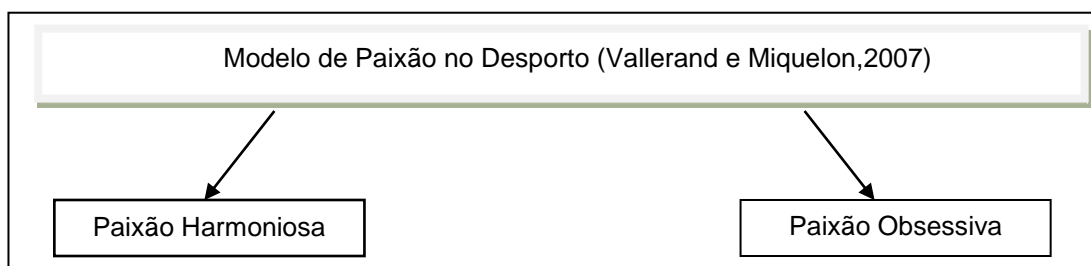 Modelo de Paixão no Desporto (Vallerand e Miquelon,2007)
Paixão Harmoniosa
Paixão Obsessiva